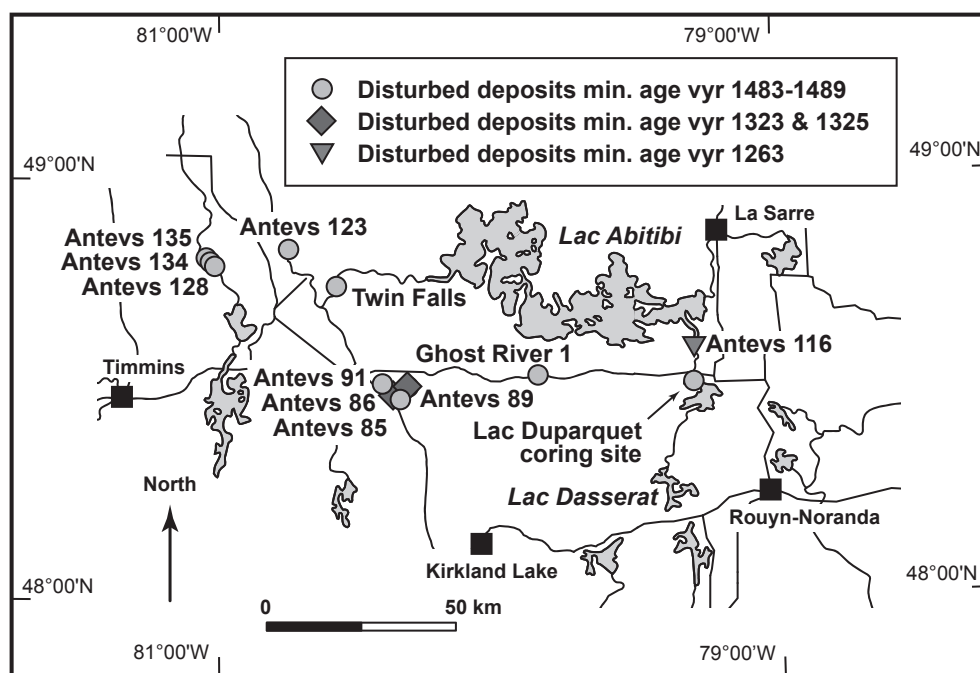 81°00'W
79°00'W
Disturbed deposits min. age vyr 1483-1489
Disturbed deposits min. age vyr 1323 & 1325
Disturbed deposits min. age vyr 1263
49°00'N
49°00'N
La Sarre
Antevs 123
Lac Abitibi
Antevs 135
Antevs 134
Antevs 128
Twin Falls
Antevs 116
Ghost River 1
Timmins
Antevs 91
Antevs 86
Antevs 85
Antevs 89
Lac Duparquet
coring site
North
Lac Dasserat
Rouyn-Noranda
Kirkland Lake
48°00'N
48°00'N
0
50 km
81°00'W
79°00'W